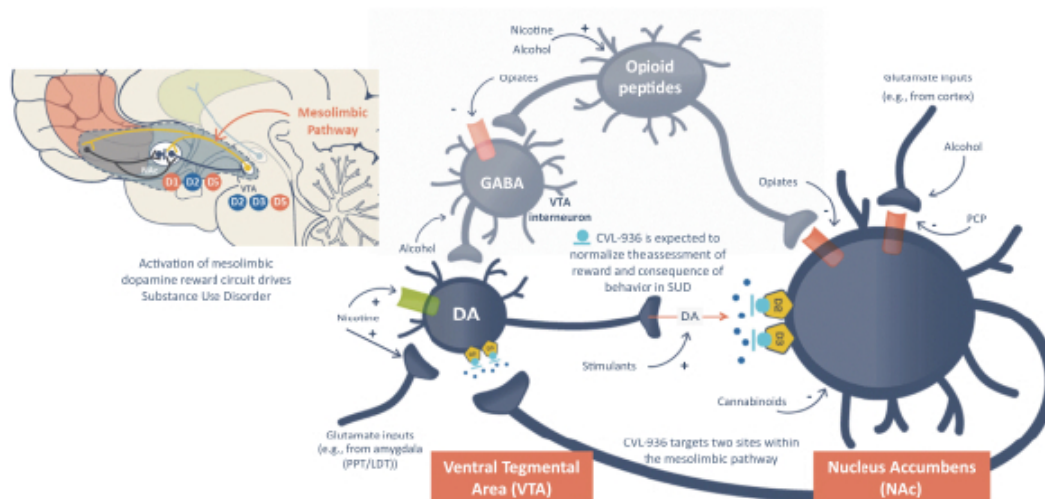 Mesolimbic
Pathway
NAc
D1 D2 D5
VTA
D2 D3 D5
Activation of mesolimbic
dopamine reward circuit drives
Substance Use Disorder
Nicotine
+
Alcohol
Opioid
peptides
Opiates
-
GABA
VTA
interneuron
Alcohol
CVL-936 is expected to
normalize the assessment of
reward and consequence of
behavior in SUD
Glutamate inputs
(e.g., from cortex)
Alcohol
Opiates
-
-
PCP
+
Nicotine
+
DA
DA
Stimulants
+
D2
D3
Cannabinoids
-
Glutamate inputs
(e.g., from amygdala
(PPT/LDT))
Ventral Tegmental
Area (VTA)
CVL-936 targets two sites within
the mesolimbic pathway
Nucleus Accumbens
(NAc)